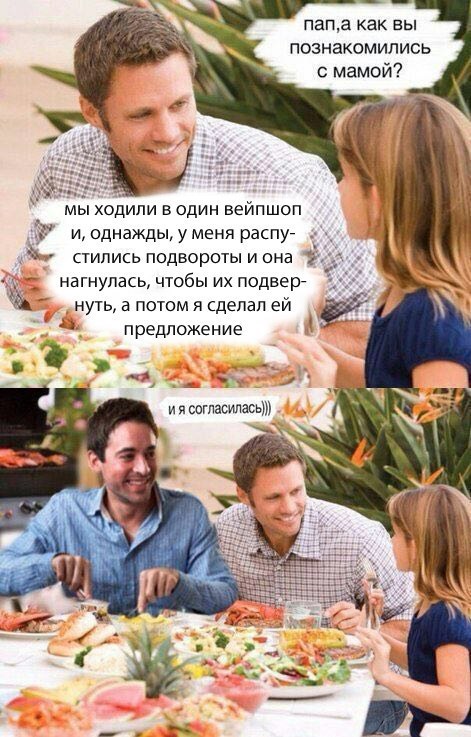 пап,а как вы
познакомились
с мамой?
мы ходили в один вейпшоп
и, однажды, у меня распу-
стились подвороты и она
нагнулась, чтобы их подвер-
нуть, а потом я сделал ей
предложение
и я согласилась)))